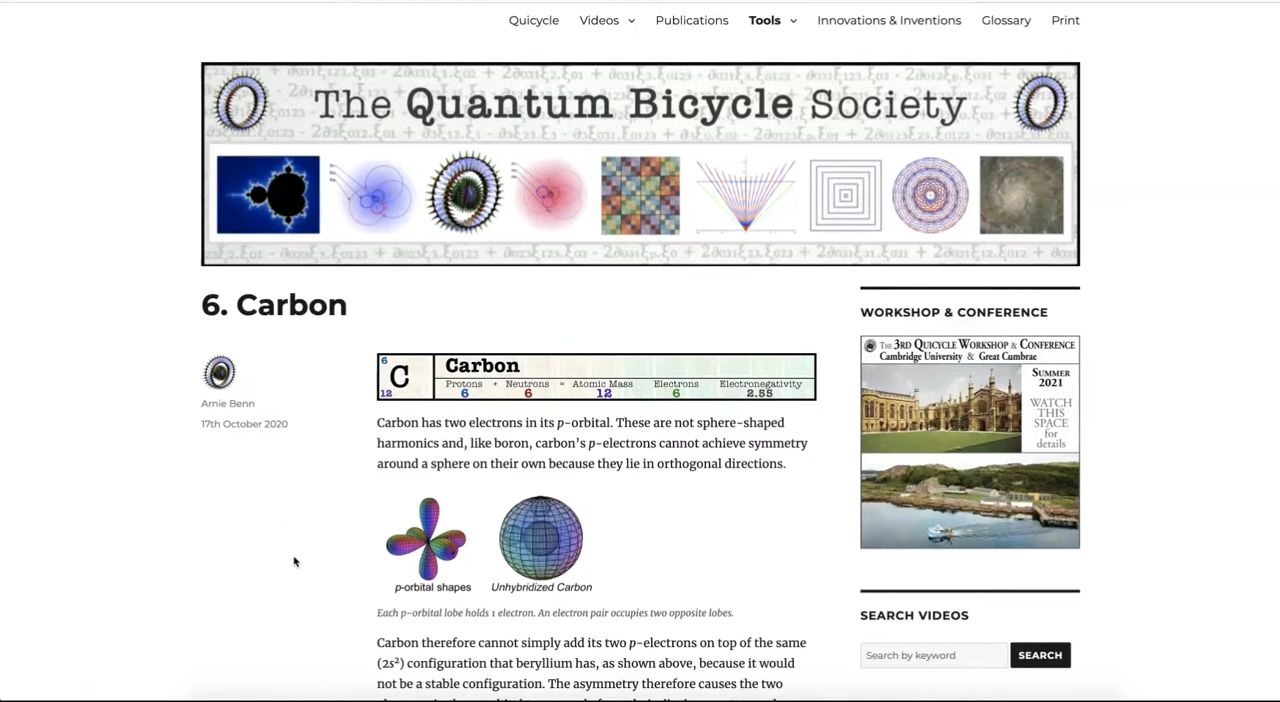 Quicycle Videos Publications Tools Innovations & Inventions Glossary Print
The Quantum Bicycle Society
6. Carbon
Arnie Benn
17th October 2020
6
C
12
Carbon
Protons + Neutrons = Atomic Mass Electrons Electronegativity
6 6 12 6 2.55
Carbon has two electrons in its p-orbital. These are not sphere-shaped
harmonics and, like boron, carbon's p-electrons cannot achieve symmetry
around a sphere on their own because they lie in orthogonal directions.
p-orbital shapes Unhybridized Carbon
Each p-orbital lobe holds 1 electron. An electron pair occupies two opposite lobes.
Carbon therefore cannot simply add its two p-electrons on top of the same
(2s²) configuration that beryllium has, as shown above, because it would
not be a stable configuration. The asymmetry therefore causes the two
WORKSHOP & CONFERENCE
The 3rd Quicycle Workshop & Conference
Cambridge University & Great Cumbrae
Summer
2021
WATCH
THIS
SPACE
for
details
SEARCH VIDEOS
Search by keyword SEARCH